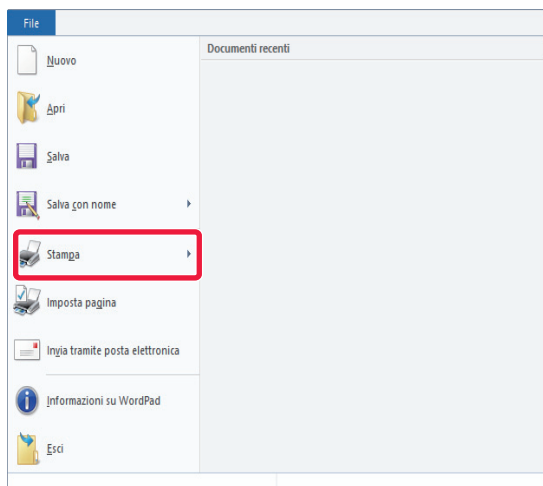 File
Documenti recenti
Nuovo
Apri
Salva
Salva con nome
Stampa
Imposta pagina
Invia tramite posta elettronica
Informazioni su WordPad
Esci